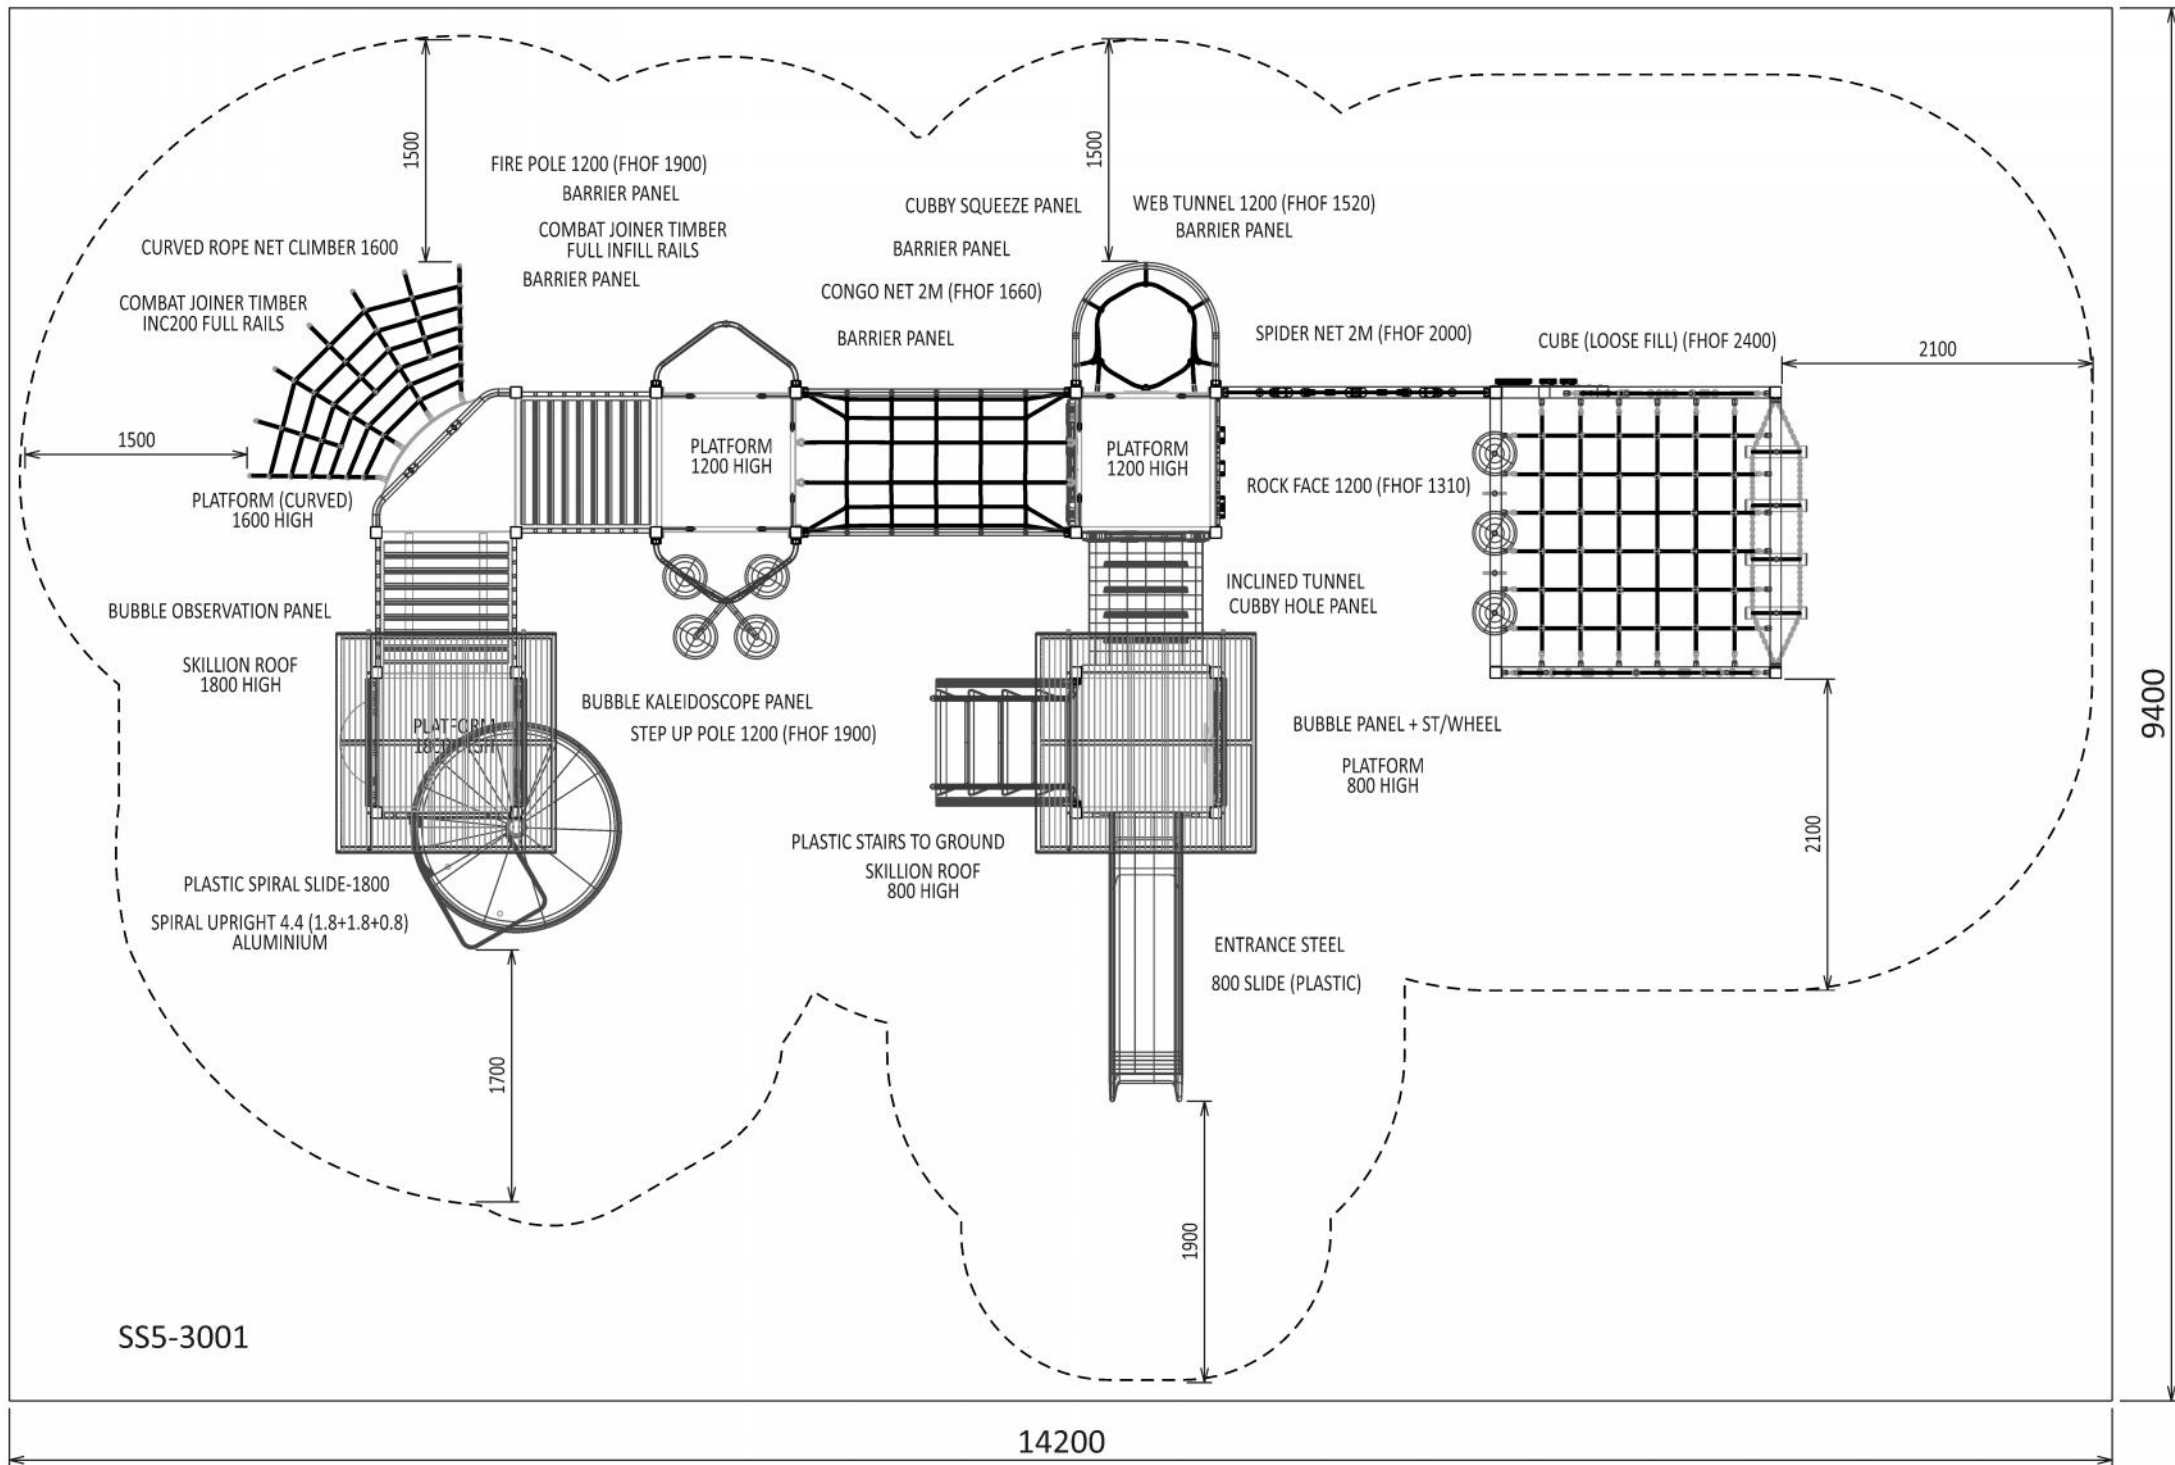 1500
1500
FIRE POLE 1200 (FHOF 1900)
BARRIER PANEL
COMBAT JOINER TIMBER
FULL INFILL RAILS
BARRIER PANEL
CUBBY SQUEEZE PANEL
BARRIER PANEL
CONGO NET 2M (FHOF 1660)
BARRIER PANEL
WEB TUNNEL 1200 (FHOF 1520)
BARRIER PANEL
CURVED ROPE NET CLIMBER 1600
COMBAT JOINER TIMBER
INC200 FULL RAILS
SPIDER NET 2M (FHOF 2000)
CUBE (LOOSE FILL) (FHOF 2400)
2100
1500
PLATFORM
1200 HIGH
PLATFORM
1200 HIGH
PLATFORM (CURVED)
1600 HIGH
ROCK FACE 1200 (FHOF 1310)
INCLINED TUNNEL
CUBBY HOLE PANEL
BUBBLE OBSERVATION PANEL
SKILLION ROOF
1800 HIGH
PLATFORM
1800 HIGH
BUBBLE KALEIDOSCOPE PANEL
STEP UP POLE 1200 (FHOF 1900)
BUBBLE PANEL + ST/WHEEL
PLATFORM
800 HIGH
9400
2100
PLASTIC STAIRS TO GROUND
SKILLION ROOF
800 HIGH
PLASTIC SPIRAL SLIDE-1800
SPIRAL UPRIGHT 4.4 (1.8+1.8+0.8)
ALUMINIUM
ENTRANCE STEEL
800 SLIDE (PLASTIC)
1700
1900
SS5-3001
14200